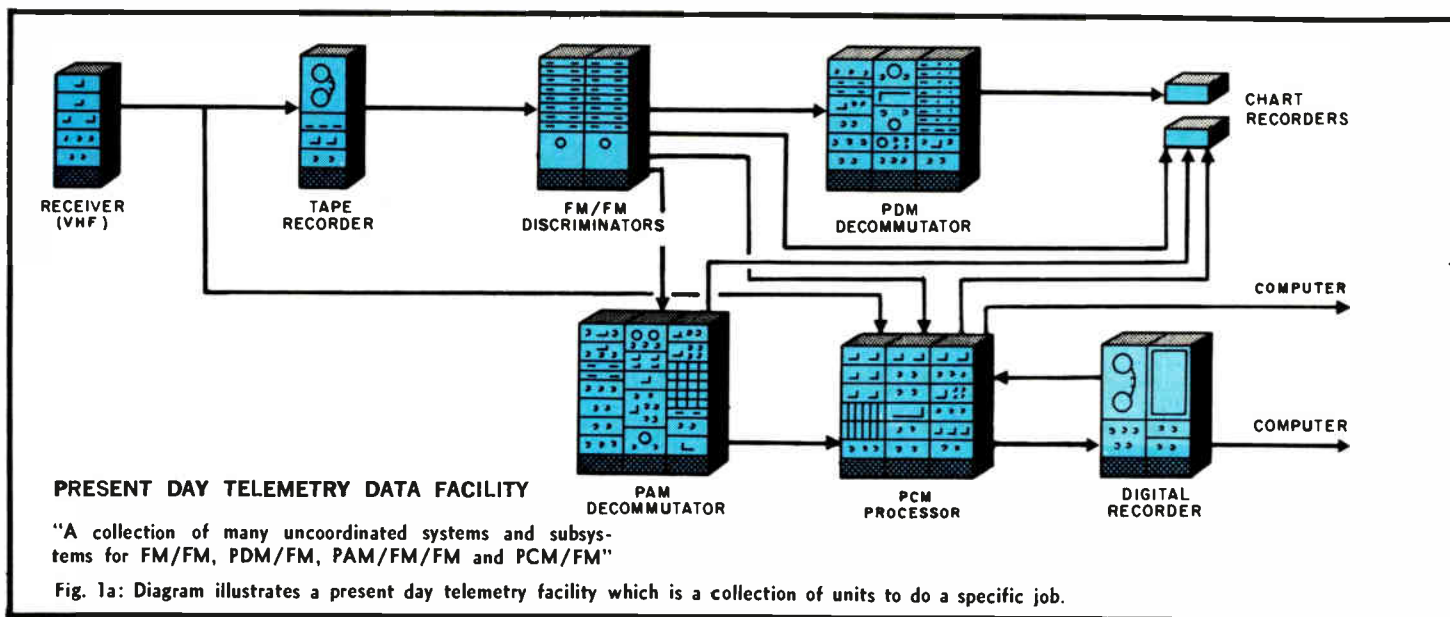 RECEIVER
(VHF)
TAPE
RECORDER
FM/FM
DISCRIMINATORS
PDM
DECOMMUTATOR
CHART
RECORDERS
COMPUTER
COMPUTER
PAM
DECOMMUTATOR
PCM
PROCESSOR
DIGITAL
RECORDER
PRESENT DAY TELEMETRY DATA FACILITY
"A collection of many uncoordinated systems and subsys-
tems for FM/FM, PDM/FM, PAM/FM/FM and PCM/FM"
Fig. 1a: Diagram illustrates a present day telemetry facility which is a collection of units to do a specific job.